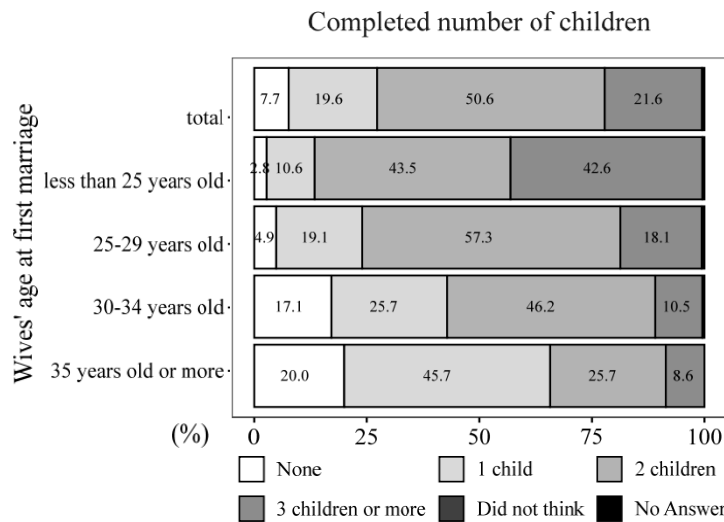 Completed number of children
Wives' age at first marriage
total
7.7 19.6 50.6 21.6
less than 25 years old
2.8 10.6 43.5 42.6
25-29 years old
4.9 19.1 57.3 18.1
30-34 years old
17.1 25.7 46.2 10.5
35 years old or more
20.0 45.7 25.7 8.6
(%) 0 25 50 75 100
None 1 child 2 children
3 children or more Did not think No Answer